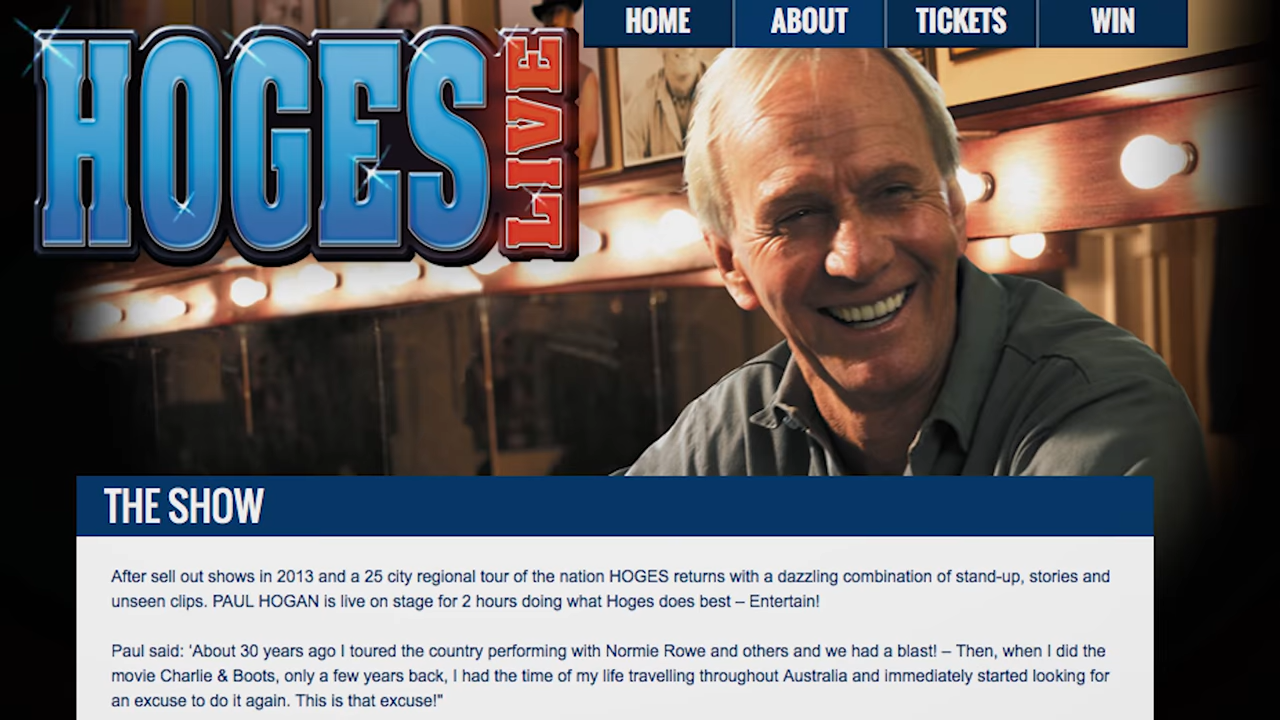 HOME ABOUT TICKETS WIN
HOGES LIVE
THE SHOW
After sell out shows in 2013 and a 25 city regional tour of the nation HOGES returns with a dazzling combination of stand-up, stories and
unseen clips. PAUL HOGAN is live on stage for 2 hours doing what Hoges does best – Entertain!
Paul said: 'About 30 years ago I toured the country performing with Normie Rowe and others and we had a blast! – Then, when I did the
movie Charlie & Boots, only a few years back, I had the time of my life travelling throughout Australia and immediately started looking for
an excuse to do it again. This is that excuse!"